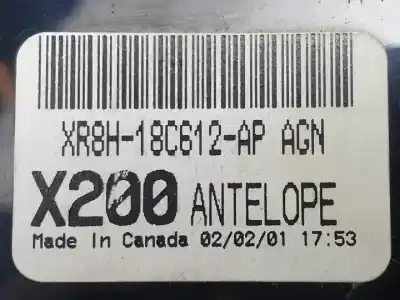 XR8H-18C612-AP AGN
X200 ANTELOPE
Made In Canada 02/02/01 17:53